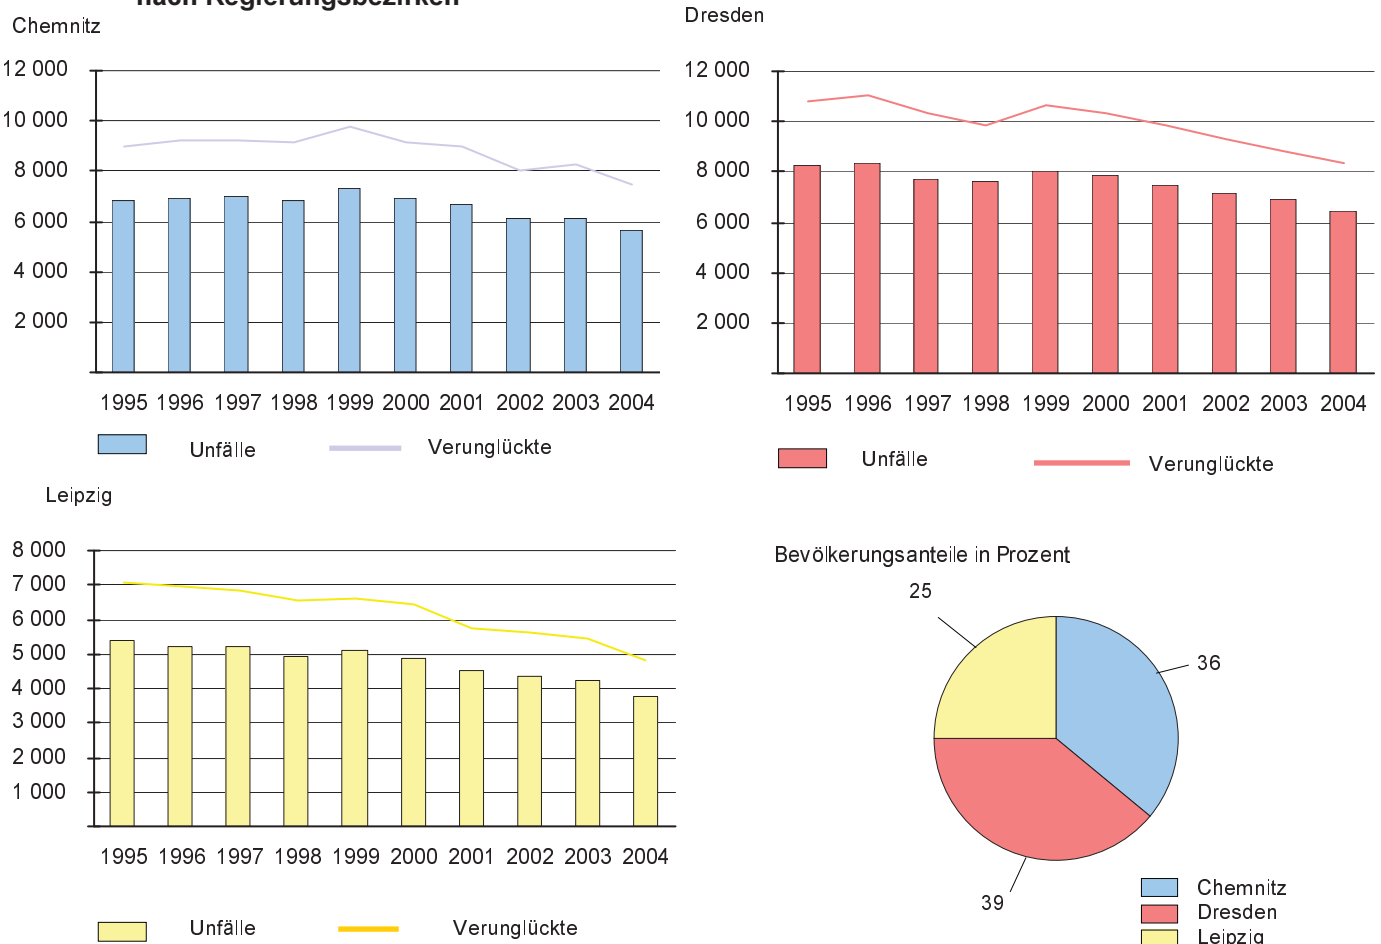 nach Regierungsbezirken
Chemnitz
12 000
10 000
8 000
6 000
4 000
2 000
1995 1996 1997 1998 1999 2000 2001 2002 2003 2004
Unfälle Verunglückte
Dresden
12 000
10 000
8 000
6 000
4 000
2 000
1995 1996 1997 1998 1999 2000 2001 2002 2003 2004
Unfälle Verunglückte
Leipzig
8 000
7 000
6 000
5 000
4 000
3 000
2 000
1 000
1995 1996 1997 1998 1999 2000 2001 2002 2003 2004
Unfälle Verunglückte
Bevölkerungsanteile in Prozent
25
36
39
Chemnitz
Dresden
Leipzig